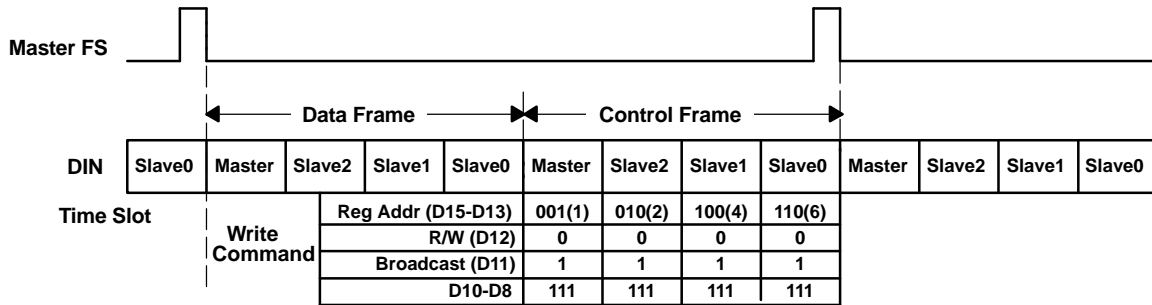 Master FS
Data Frame Control Frame
DIN Slave0 Master Slave2 Slave1 Slave0 Master Slave2 Slave1 Slave0 Master Slave2 Slave1 Slave0
Time Slot
Write Command
Reg Addr (D15-D13) 001(1) 010(2) 100(4) 110(6)
R/W (D12) 0 0 0 0
Broadcast (D11) 1 1 1 1
D10-D8 111 111 111 111